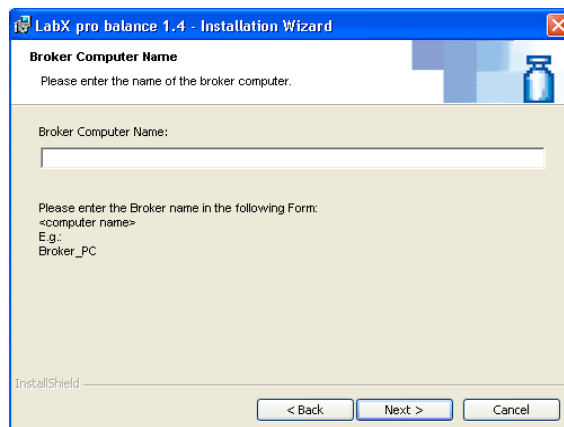 LabX pro balance 1.4 - Installation Wizard
Broker Computer Name
Please enter the name of the broker computer.
Broker Computer Name:
Please enter the Broker name in the following Form:
<computer name>
E.g.:
Broker_PC
InstallShield
< Back
Next >
Cancel